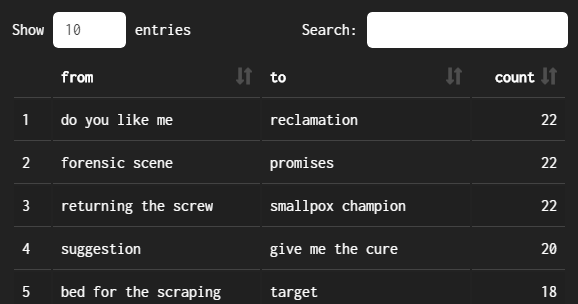 Show 10 entries Search:
from to count
1 do you like me reclamation 22
2 forensic scene promises 22
3 returning the screw smallpox champion 22
4 suggestion give me the cure 20
5 bed for the scraping target 18